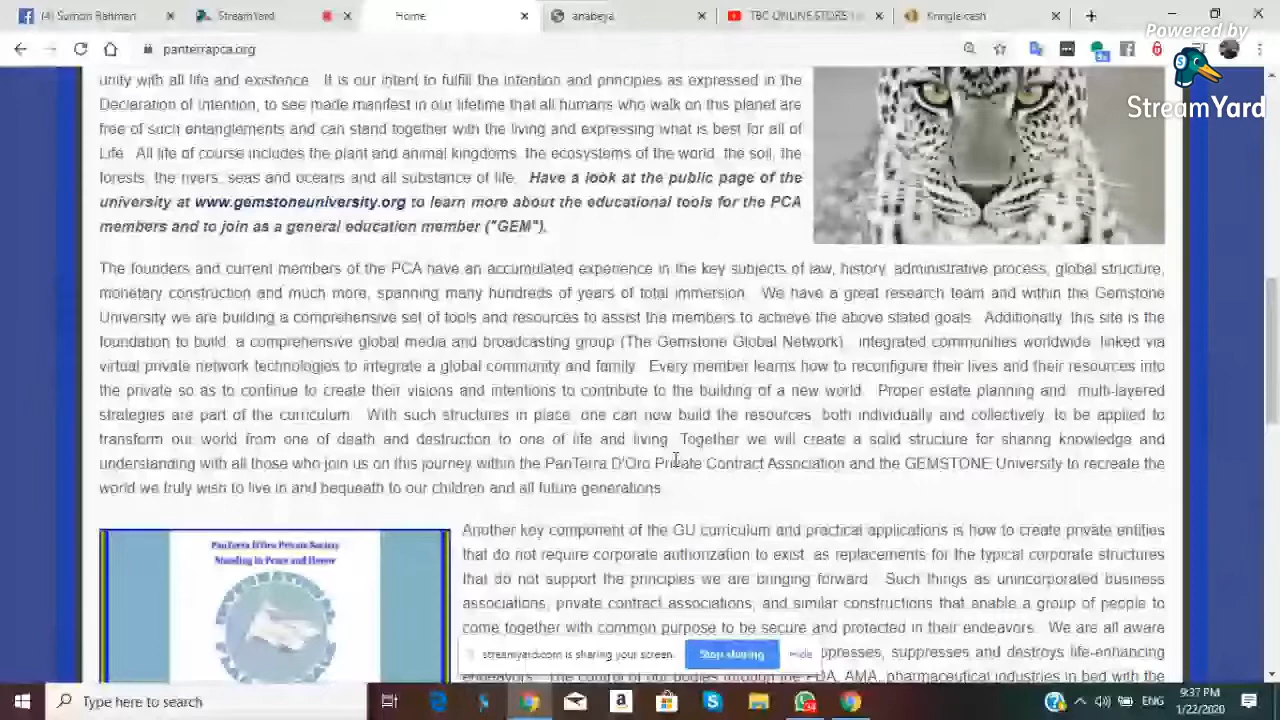 (4) Sumon Rahman
StreamYard
Home
anabeya
TBC ONLINE STORE
Kringle.cash
panterrapca.org
Powered by
StreamYard
unity with all life and existence. It is our intent to fulfill the Intention and principles as expressed in the
Declaration of Intention, to see made manifest in our lifetime that all humans who walk on this planet are
free of such entanglements and can stand together with the living and expressing what is best for all of
Life. All life of course includes the plant and animal kingdoms, the ecosystems of the world, the soil, the
forests, the rivers, seas and oceans and all substance of life. Have a look at the public page of the
university at www.gemstoneuniversity.org to learn more about the educational tools for the PCA
members and to join as a general education member ("GEM").
The founders and current members of the PCA have an accumulated experience in the key subjects of law, history, administrative process, global structure,
monetary construction and much more, spanning many hundreds of years of total immersion. We have a great research team and within the Gemstone
University we are building a comprehensive set of tools and resources to assist the members to achieve the above stated goals. Additionally, this site is the
foundation to build a comprehensive global media and broadcasting group (The Gemstone Global Network), integrated communities worldwide, linked via
virtual private network technologies to integrate a global community and family. Every member learns how to reconfigure their lives and their resources into
the private so as to continue to create their visions and intentions to contribute to the building of a new world. Proper estate planning and multi-layered
strategies are part of the curriculum. With such structures in place, one can now build the resources, both individually and collectively, to be applied to
transform our world from one of death and destruction to one of life and living. Together we will create a solid structure for sharing knowledge and
understanding with all those who join us on this journey within the PanTerra D'Oro Private Contract Association and the GEMSTONE University to recreate the
world we truly wish to live in and bequeath to our children and all future generations.
PanTerra D'Oro Private Society
Standing in Peace and Honor
Another key component of the GU curriculum and practical applications is how to create private entities
that do not require corporate authorization to exist, as replacements for the typical corporate structures
that do not support the principles we are bringing forward. Such things as unincorporated business
associations, private contract associations, and similar constructions that enable a group of people to
come together with common purpose to be secure and protected in their endeavors. We are all aware
ppresses, suppresses and destroys life-enhancing
endeavors. The control of our bodies through the FDA, AMA, pharmaceutical industries in bed with the
streamyard.com is sharing your screen.
Stop sharing
Hide
Type here to search
ENG
9:37 PM
1/22/2020